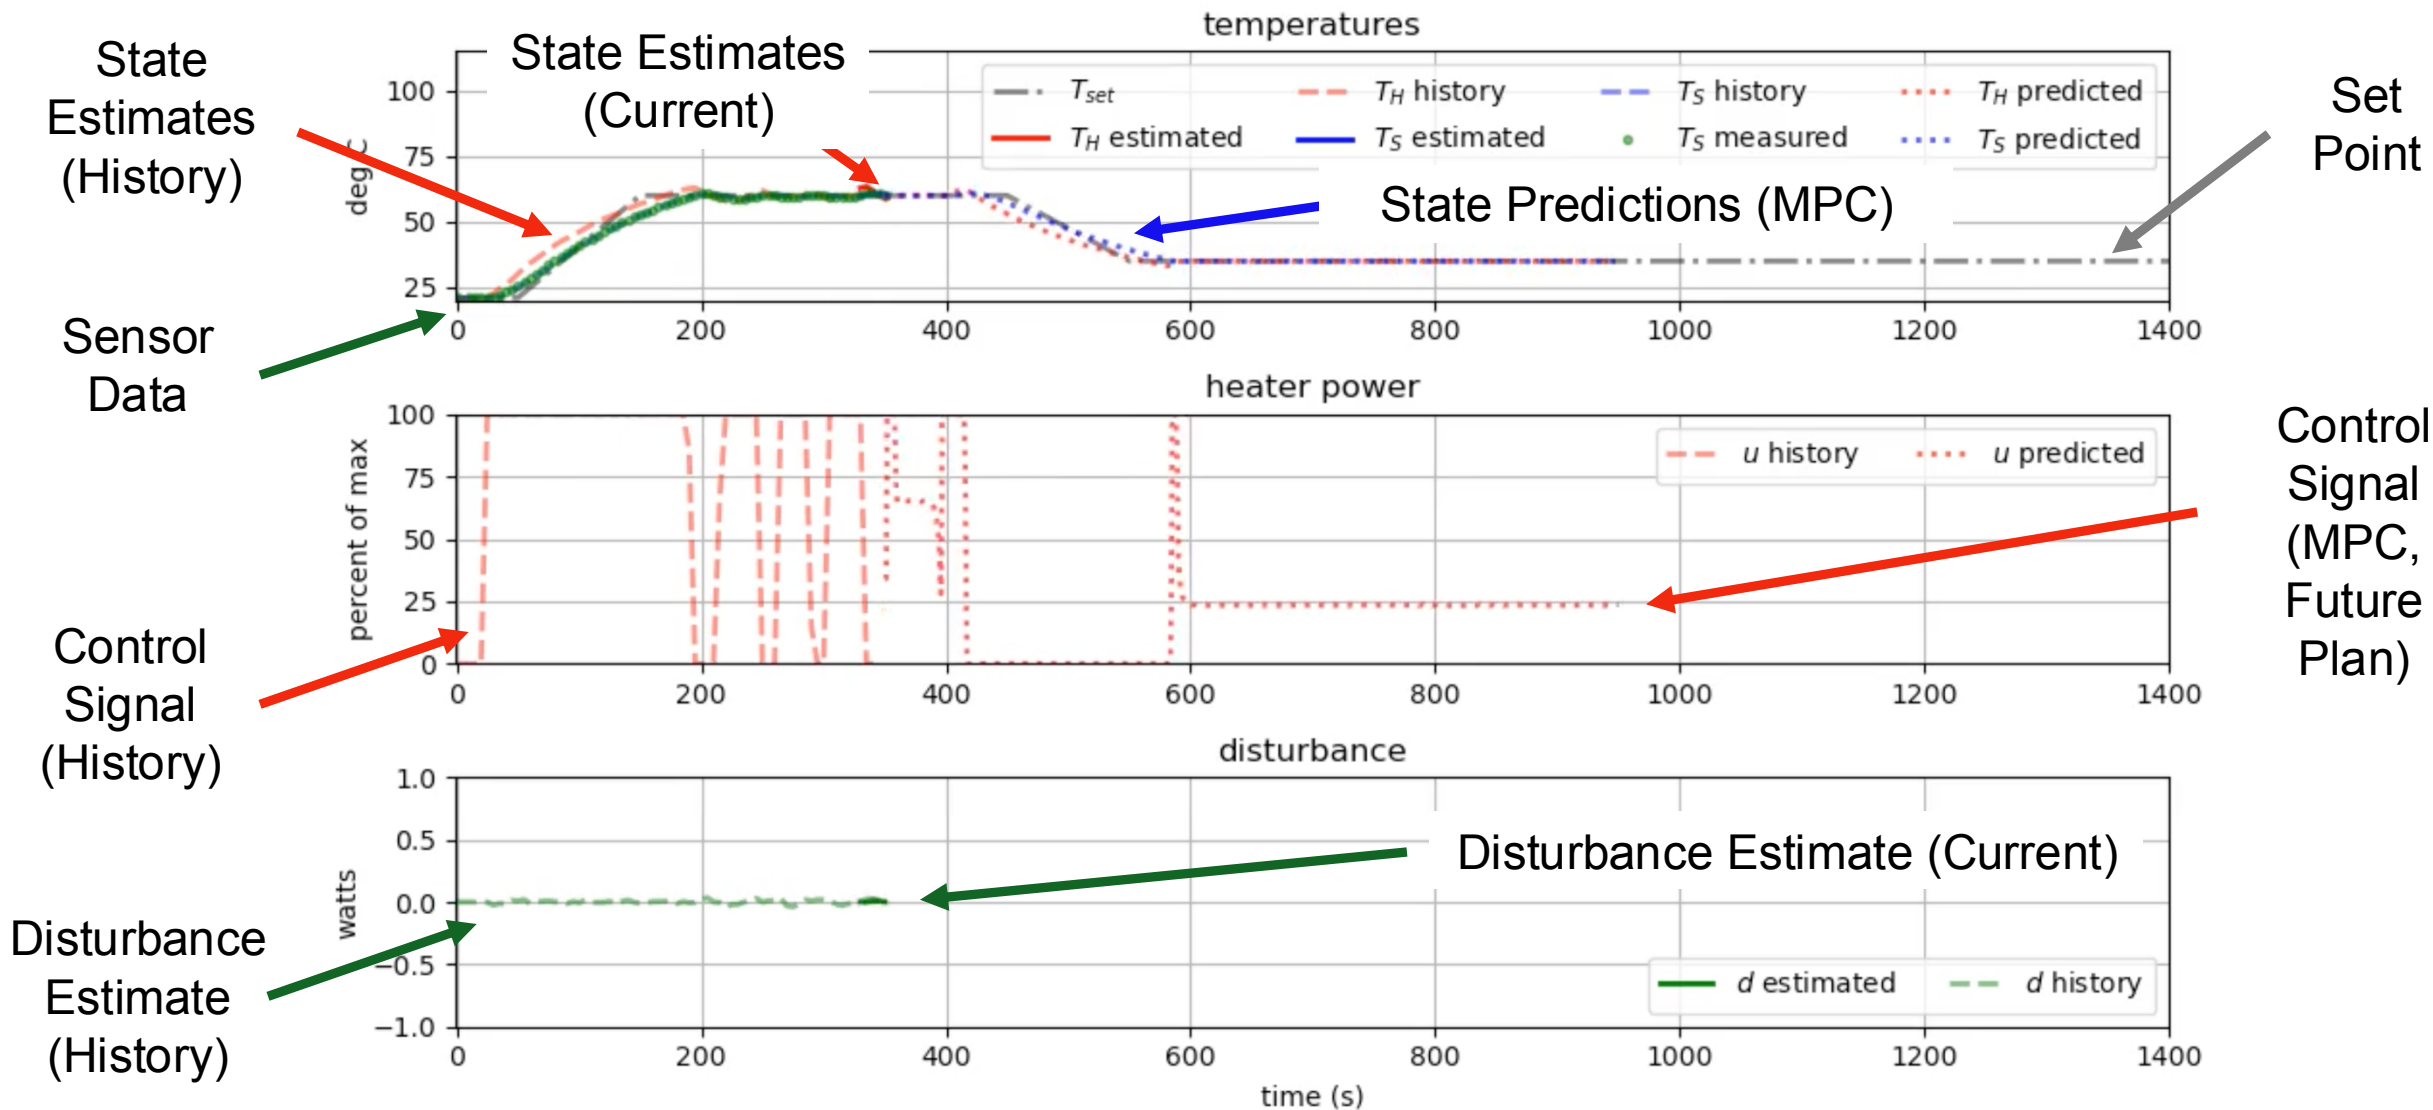 temperatures
State
Estimates
(History)
State Estimates
(Current)
T_set
T_H history
T_S history
T_H predicted
T_H estimated
T_S estimated
T_S measured
T_S predicted
Set
Point
State Predictions (MPC)
deg C
100
75
50
25
0 200 400 600 800 1000 1200 1400
Sensor
Data
heater power
percent of max
100
75
50
25
0
u history
u predicted
0 200 400 600 800 1000 1200 1400
Control
Signal
(MPC,
Future
Plan)
Control
Signal
(History)
disturbance
watts
1.0
0.5
0.0
−0.5
−1.0
Disturbance Estimate (Current)
d estimated
d history
Disturbance
Estimate
(History)
0 200 400 600 800 1000 1200 1400
time (s)